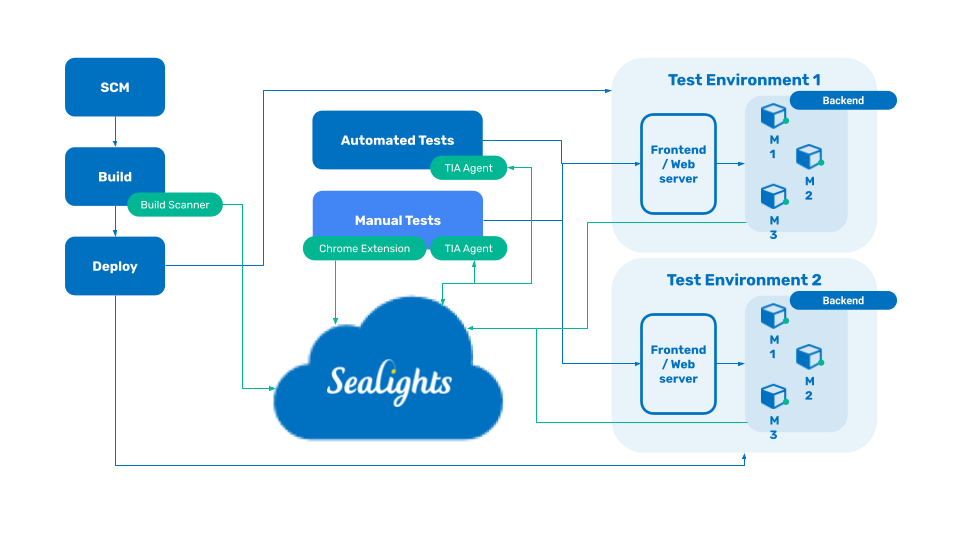 SCM
Build
Build Scanner
Deploy
Automated Tests
TIA Agent
Manual Tests
Chrome Extension
TIA Agent
SeaLights
Test Environment 1
Backend
Frontend
/ Web
server
M
1
M
2
M
3
Test Environment 2
Backend
Frontend
/ Web
server
M
1
M
2
M
3